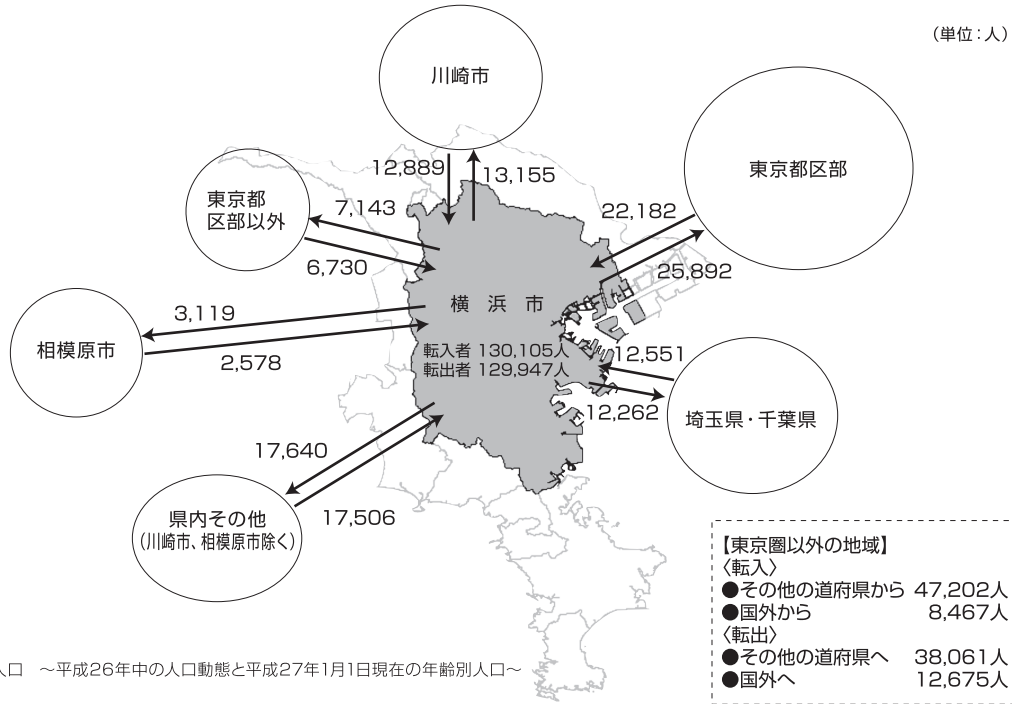 (単位:人)
川崎市
東京都区部
12,889
13,155
東京都
区部以外
7,143
6,730
22,182
25,892
横 浜 市
転入者 130,105人
転出者 129,947人
相模原市
3,119
2,578
12,551
12,262
埼玉県・千葉県
17,640
17,506
県内その他
(川崎市、相模原市除く)
【東京圏以外の地域】
〈転入〉
●その他の道府県から 47,202人
●国外から 8,467人
〈転出〉
●その他の道府県へ 38,061人
●国外へ 12,675人
人口 ～平成26年中の人口動態と平成27年1月1日現在の年齢別人口～